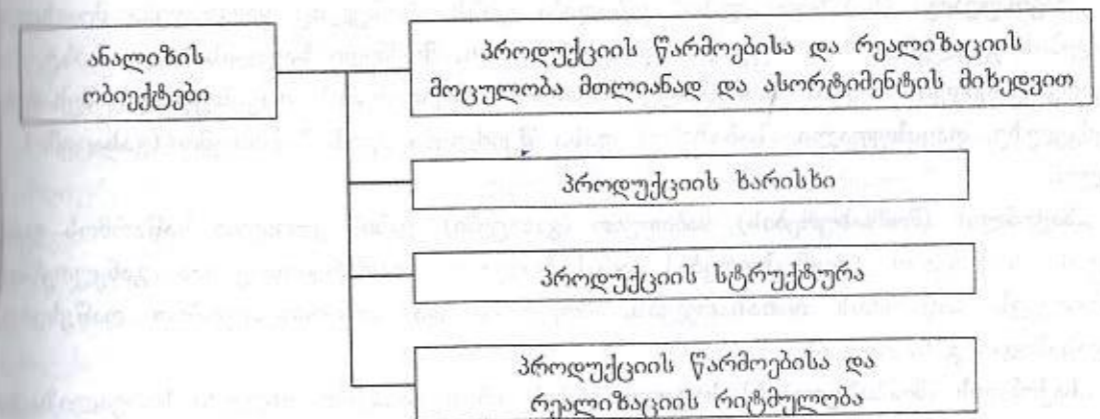 ანალიზის
ობიექტები
პროდუქციის წარმოებისა და რეალიზაციის
მოცულობა მთლიანად და ასორტიმენტის მიხედვით
პროდუქციის ხარისხი
პროდუქციის სტრუქტურა
პროდუქციის წარმოებისა და
რეალიზაციის რიტმულობა